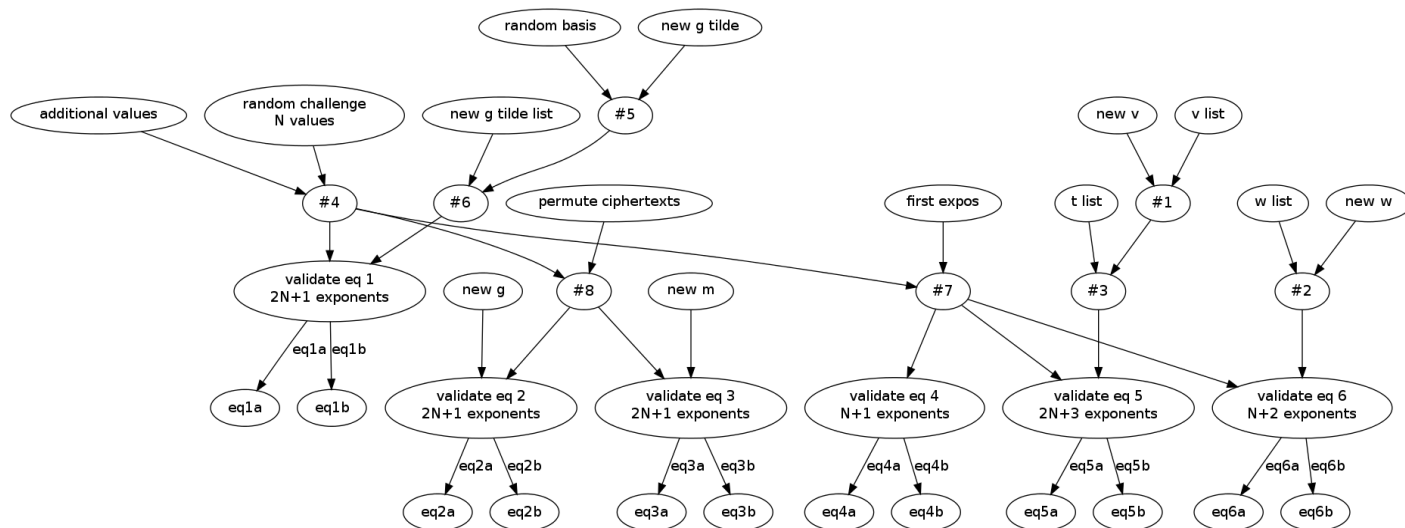 random basis
new g tilde
additional values
random challenge
N values
new g tilde list
#5
new v
v list
#4
#6
permute ciphertexts
first expos
t list
#1
w list
new w
validate eq 1
2N+1 exponents
new g
#8
new m
#7
#3
#2
eq1a
eq1b
eq1a
eq1b
validate eq 2
2N+1 exponents
validate eq 3
2N+1 exponents
validate eq 4
N+1 exponents
validate eq 5
2N+3 exponents
validate eq 6
N+2 exponents
eq2a
eq2b
eq3a
eq3b
eq4a
eq4b
eq5a
eq5b
eq6a
eq6b
eq2a
eq2b
eq3a
eq3b
eq4a
eq4b
eq5a
eq5b
eq6a
eq6b